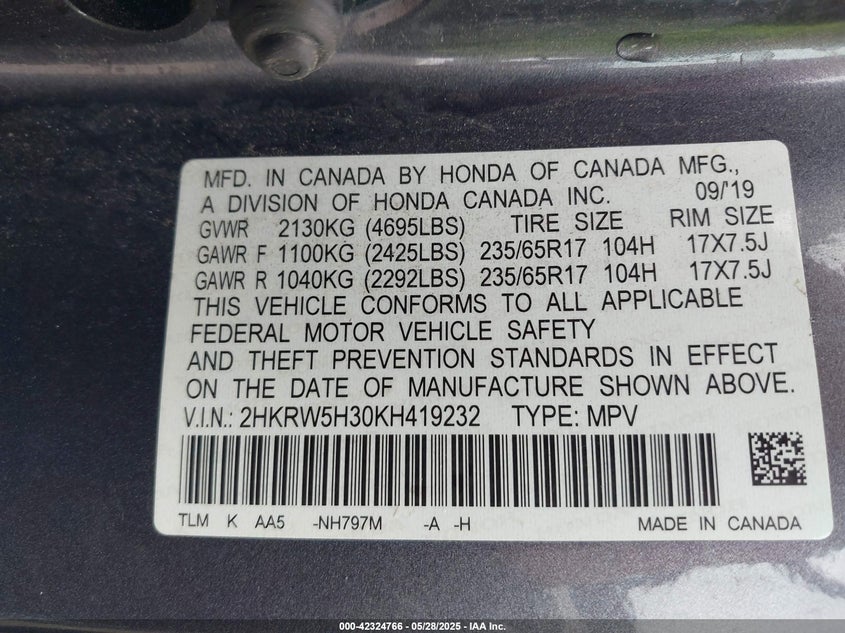 MFD. IN CANADA BY HONDA OF CANADA MFG.,
A DIVISION OF HONDA CANADA INC. 09/'19
GVWR 2130KG (4695LBS) TIRE SIZE RIM SIZE
GAWR F 1100KG (2425LBS) 235/65R17 104H 17X7.5J
GAWR R 1040KG (2292LBS) 235/65R17 104H 17X7.5J
THIS VEHICLE CONFORMS TO ALL APPLICABLE
FEDERAL MOTOR VEHICLE SAFETY
AND THEFT PREVENTION STANDARDS IN EFFECT
ON THE DATE OF MANUFACTURE SHOWN ABOVE.
V.I.N.: 2HKRW5H30KH419232 TYPE: MPV
TLM K AA5 -NH797M -A -H MADE IN CANADA
000-42324766 - 05/28/2025 - IAA Inc.